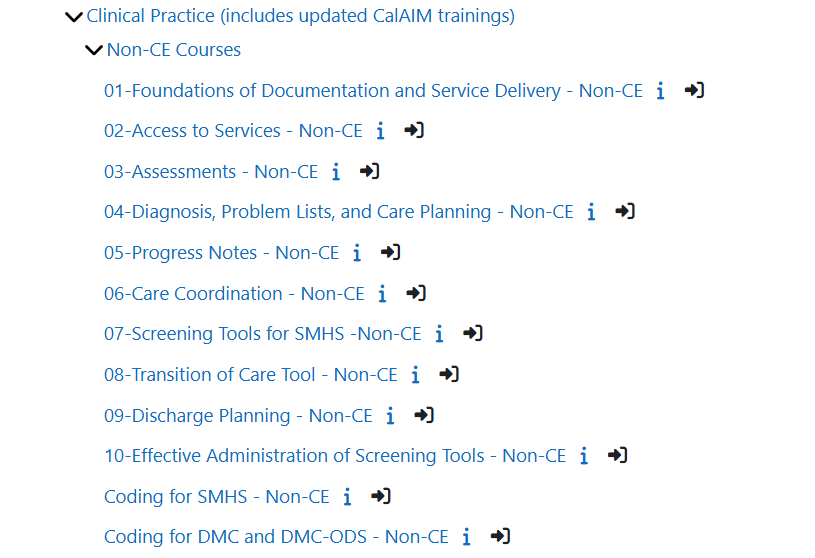 Clinical Practice (includes updated CalAIM trainings)
Non-CE Courses
01-Foundations of Documentation and Service Delivery - Non-CE
02-Access to Services - Non-CE
03-Assessments - Non-CE
04-Diagnosis, Problem Lists, and Care Planning - Non-CE
05-Progress Notes - Non-CE
06-Care Coordination - Non-CE
07-Screening Tools for SMHS -Non-CE
08-Transition of Care Tool - Non-CE
09-Discharge Planning - Non-CE
10-Effective Administration of Screening Tools - Non-CE
Coding for SMHS - Non-CE
Coding for DMC and DMC-ODS - Non-CE